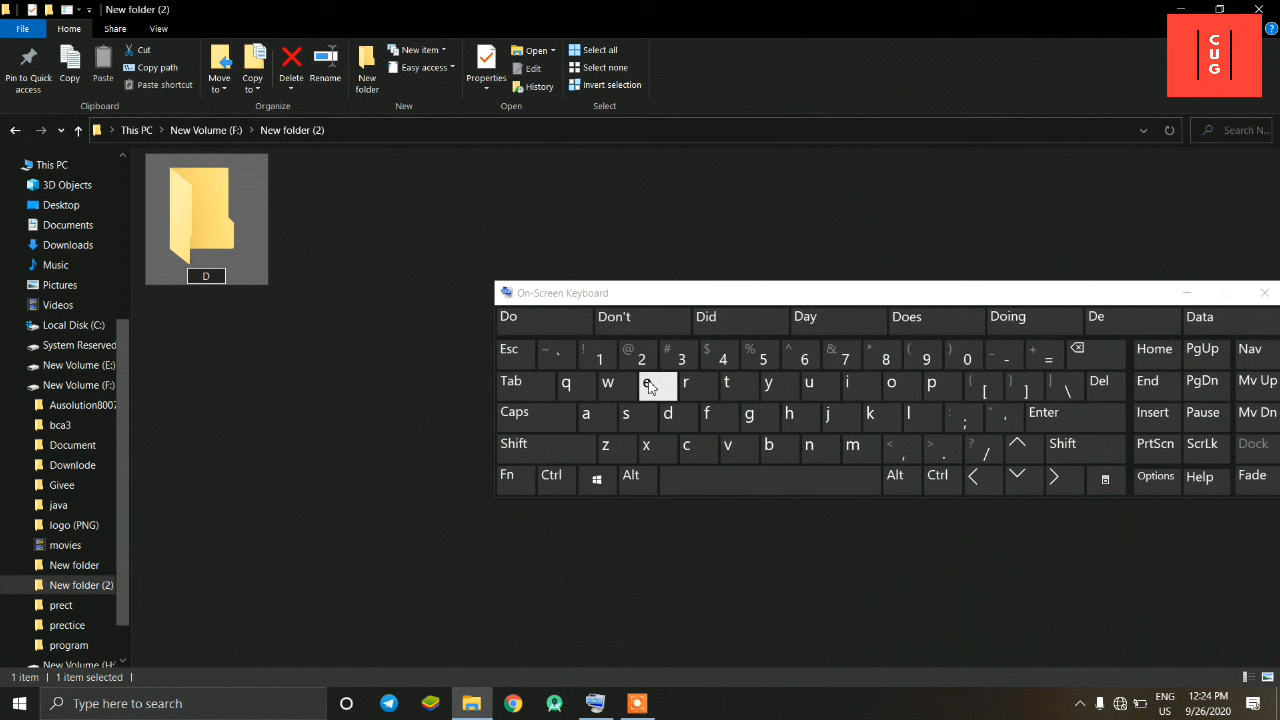 New folder (2)
File
Home
Share
View
Pin to Quick
access
Copy
Paste
Cut
Copy path
Paste shortcut
Clipboard
Move
to
Copy
to
Delete
Rename
Organize
New
folder
New item
Easy access
New
Properties
Open
Edit
History
Open
Select all
Select none
Invert selection
Select
C
U
G
This PC
New Volume (F:)
New folder (2)
Search N...
This PC
3D Objects
Desktop
Documents
Downloads
Music
Pictures
Videos
Local Disk (C:)
System Reserved
New Volume (E:)
New Volume (F:)
Ausolution8007
bca3
Document
Downlode
Givee
java
logo (PNG)
movies
New folder
New folder (2)
prect
prectice
program
New Volume (H:
D
On-Screen Keyboard
Do Don't Did Day Does Doing De Data
Esc ~ ` ! 1 @ 2 # 3 $ 4 % 5 ^ 6 & 7 * 8 ( 9 ) 0 _ - + = Home PgUp Nav
Tab q w e r t y u i o p { [ } ] | \ Del End PgDn Mv Up
Caps a s d f g h j k l : ; " ' Enter Insert Pause Mv Dn
Shift z x c v b n m < , > . ? / Shift PrtScn ScrLk Dock
Fn Ctrl Alt Alt Ctrl Options Help Fade
1 item
1 item selected
Type here to search
ENG
US
12:24 PM
9/26/2020